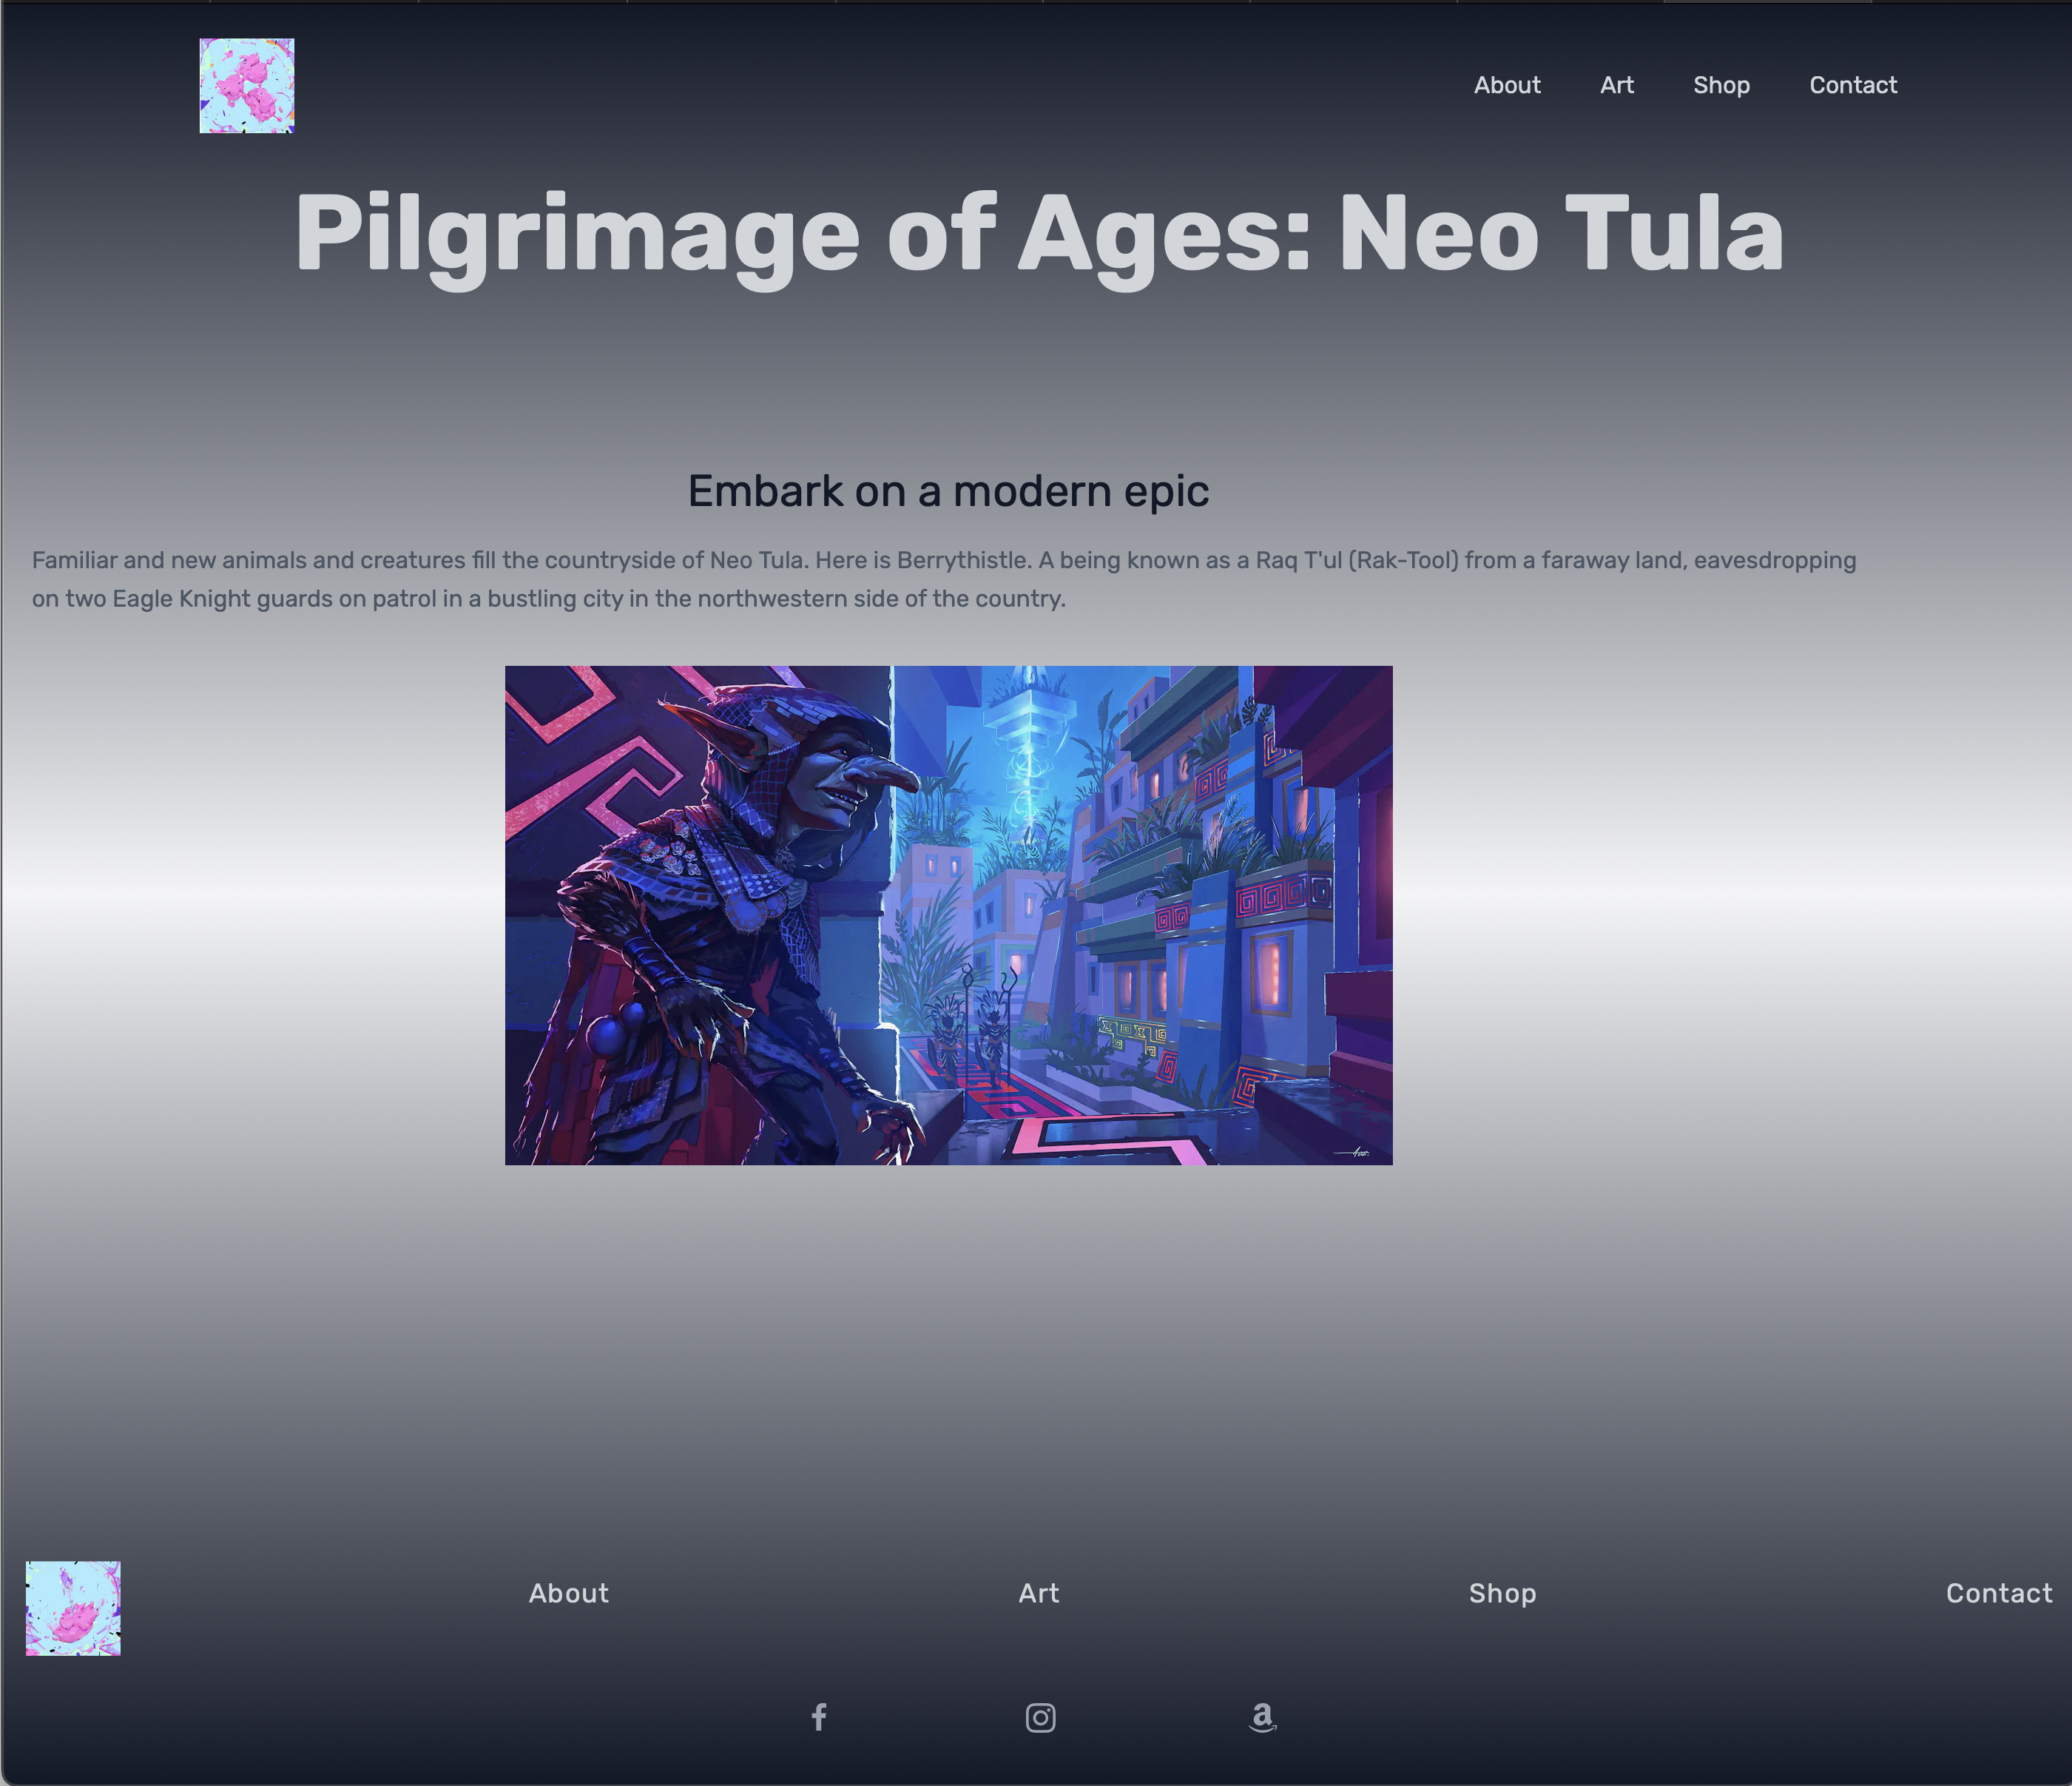 About Art Shop Contact
Pilgrimage of Ages: Neo Tula
Embark on a modern epic
Familiar and new animals and creatures fill the countryside of Neo Tula. Here is Berrythistle. A being known as a Raq T'ul (Rak-Tool) from a faraway land, eavesdropping
on two Eagle Knight guards on patrol in a bustling city in the northwestern side of the country.
About Art Shop Contact